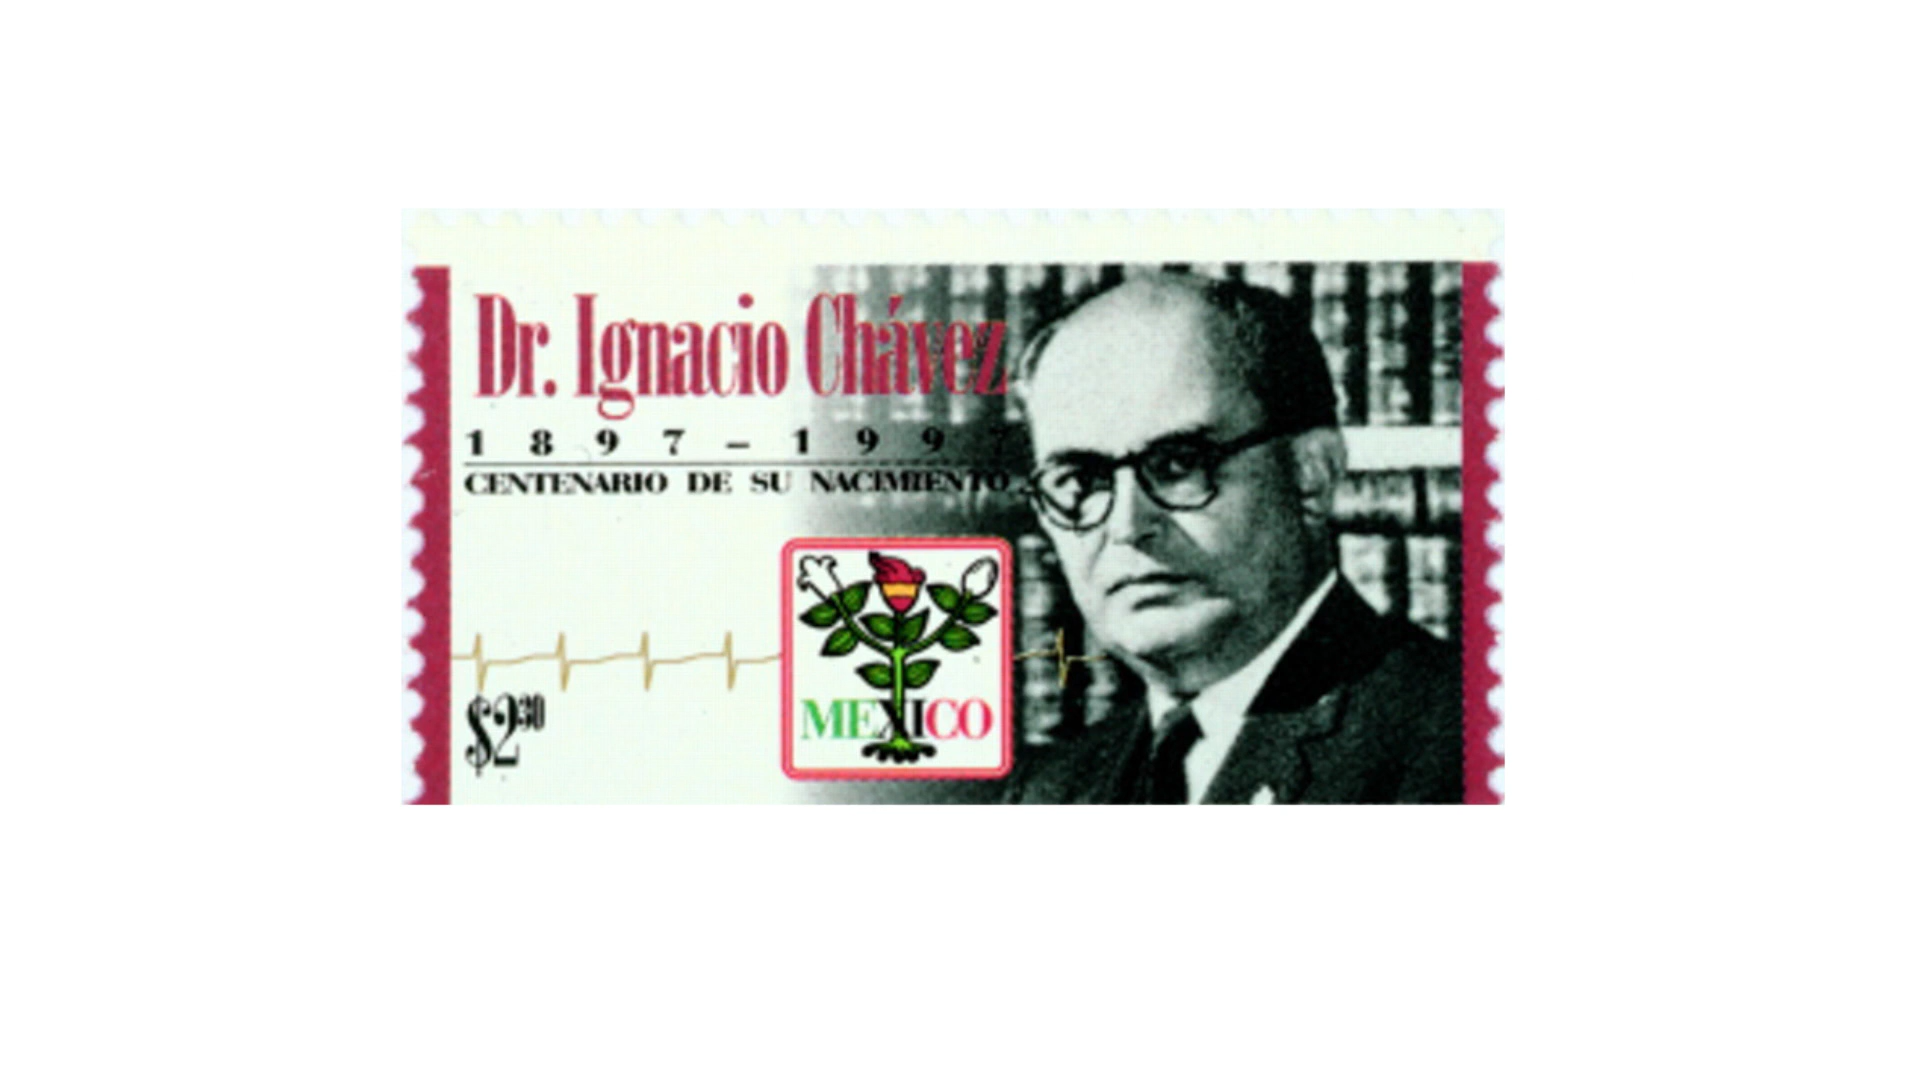 Dr. Ignacio Chávez
1897-1997
CENTENARIO DE SU NACIMIENTO
MEXICO
$2.30